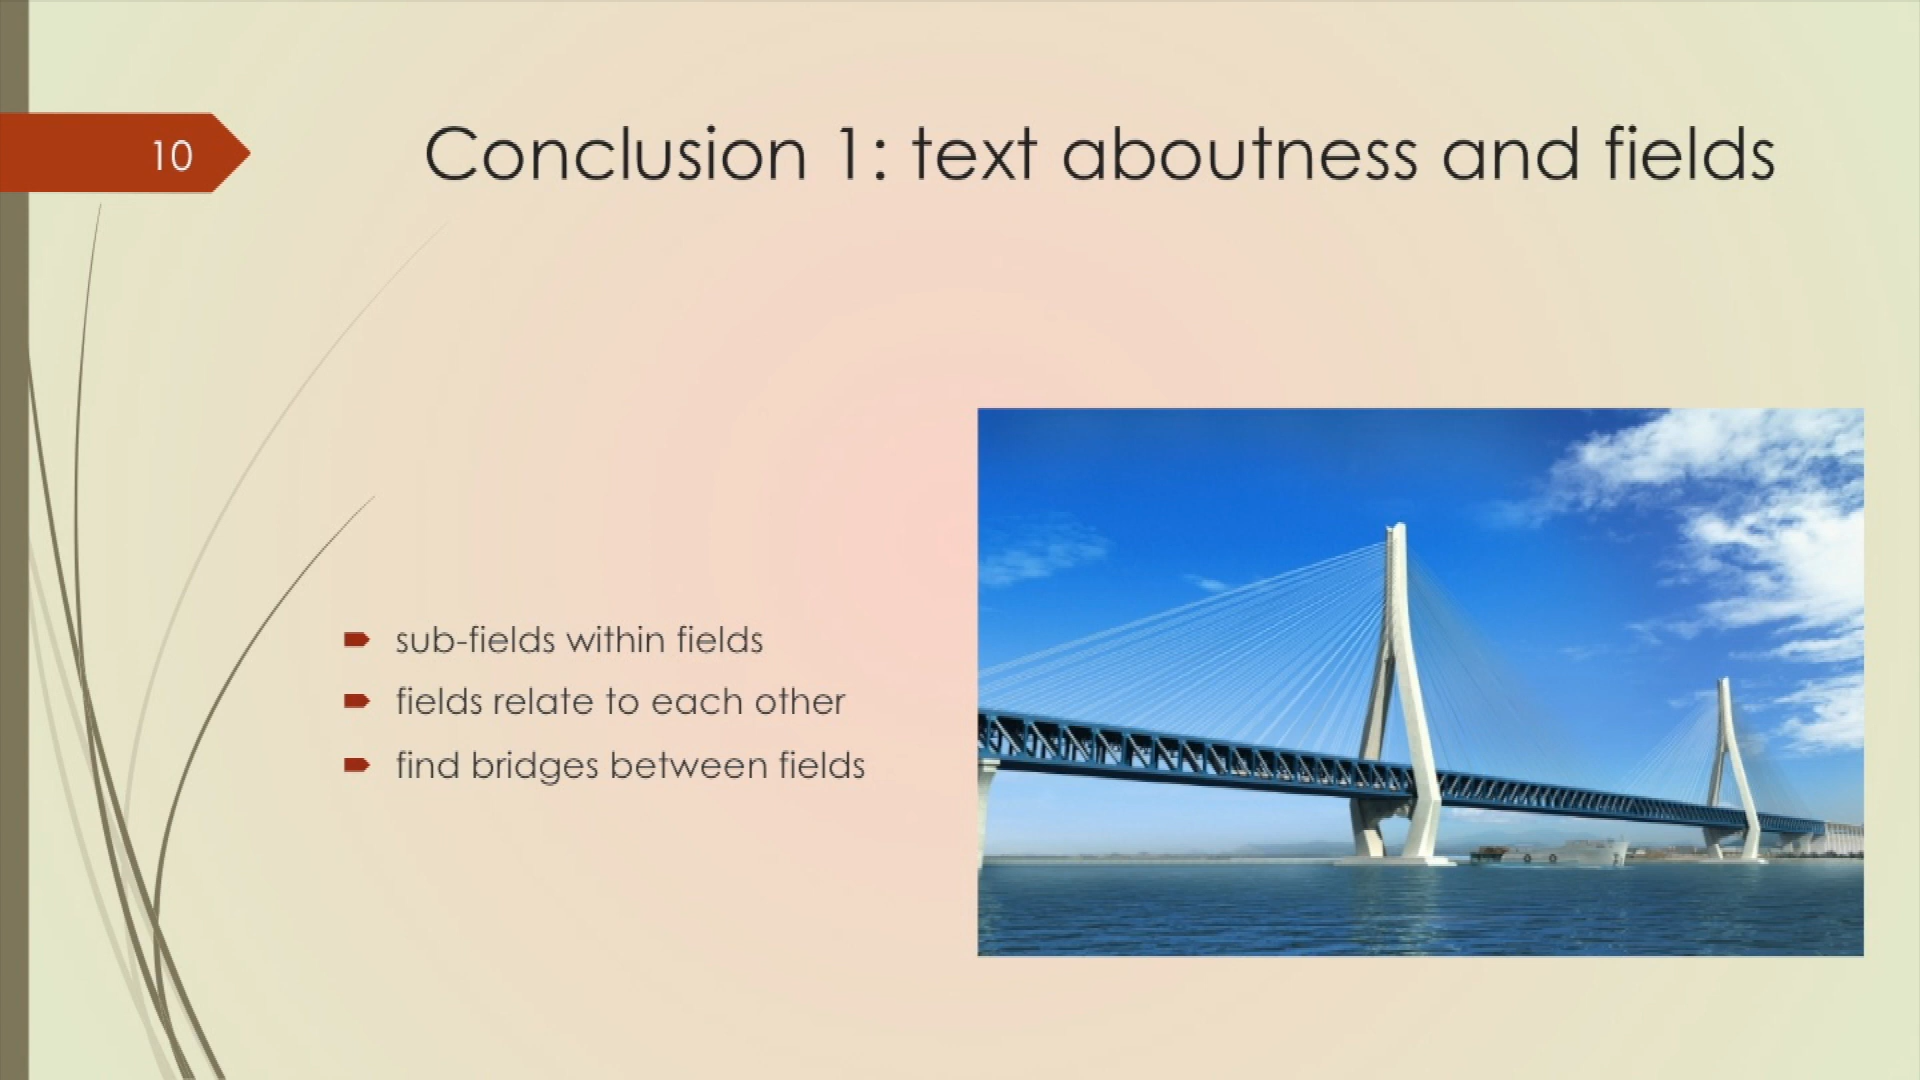 10
Conclusion 1: text aboutness and fields
sub-fields within fields
fields relate to each other
find bridges between fields